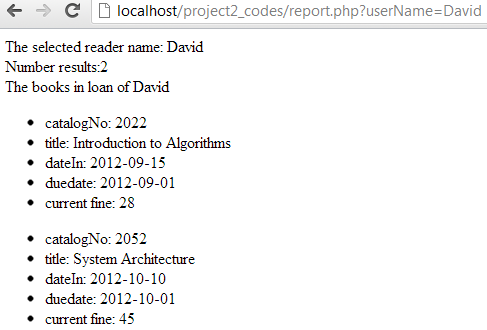 localhost/project2_codes/report.php?userName=David
The selected reader name: David
Number results:2
The books in loan of David
• catalogNo: 2022
• title: Introduction to Algorithms
• dateIn: 2012-09-15
• duedate: 2012-09-01
• current fine: 28
• catalogNo: 2052
• title: System Architecture
• dateIn: 2012-10-10
• duedate: 2012-10-01
• current fine: 45